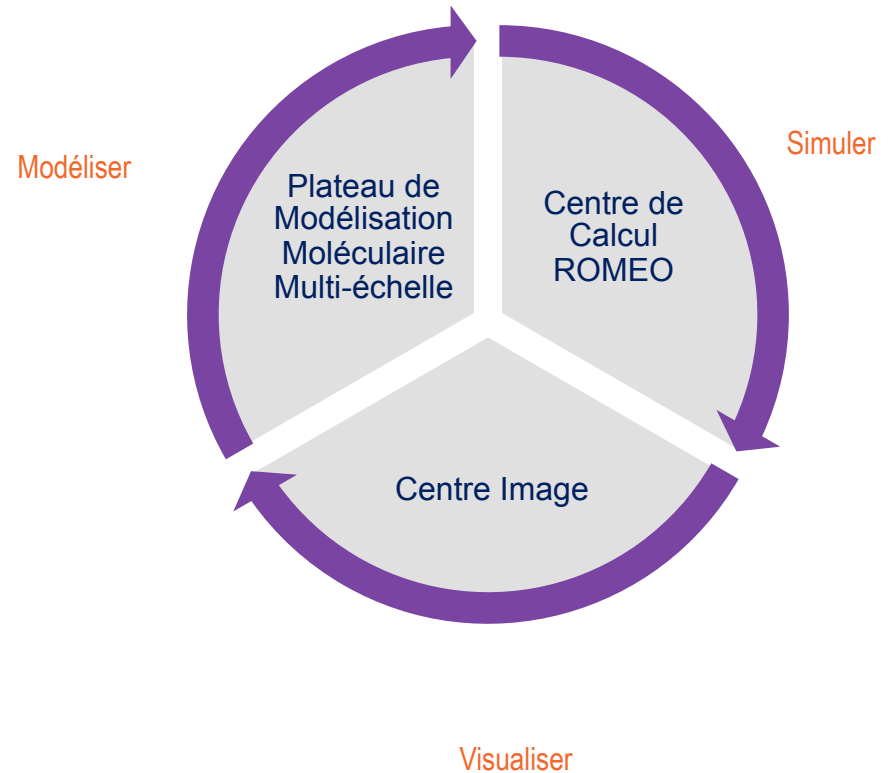 Modéliser
Plateau de
Modélisation
Moléculaire
Multi-échelle
Simuler
Centre de
Calcul
ROMEO
Centre Image
Visualiser